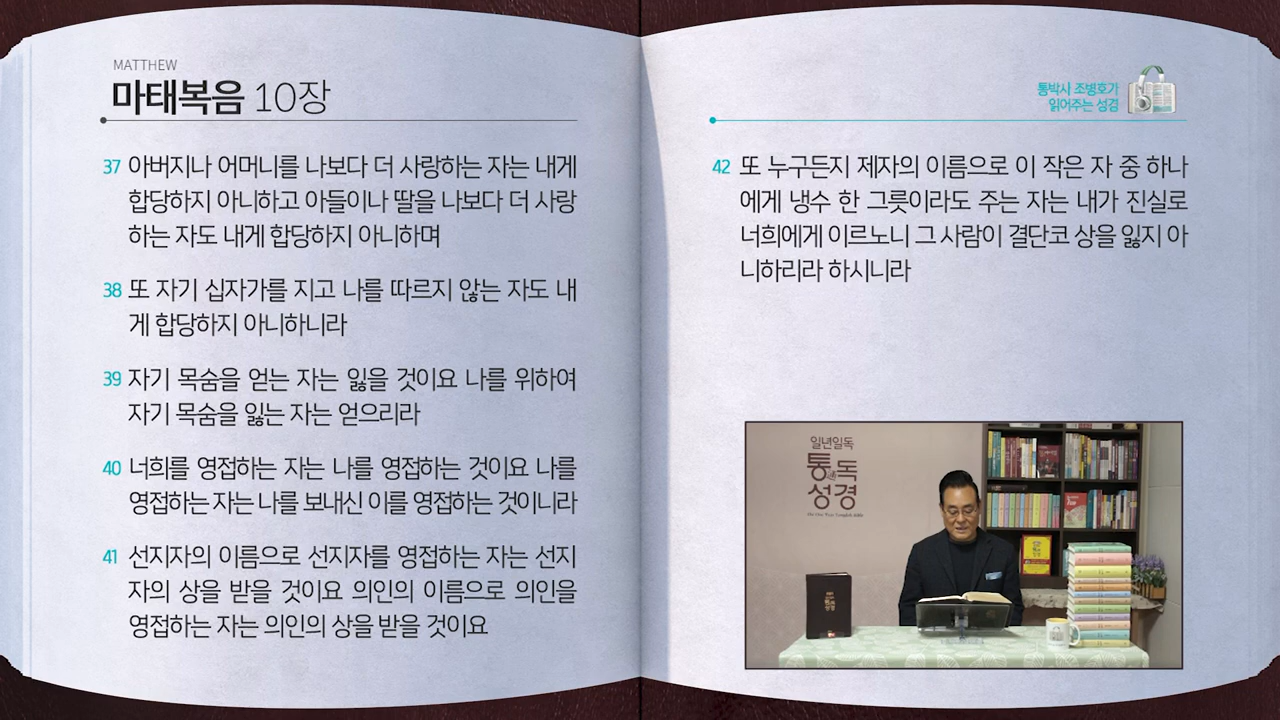 MATTHEW
마태복음 10장
37 아버지나 어머니를 나보다 더 사랑하는 자는 내게
합당하지 아니하고 아들이나 딸을 나보다 더 사랑
하는 자도 내게 합당하지 아니하며
38 또 자기 십자가를 지고 나를 따르지 않는 자도 내
게 합당하지 아니하니라
39 자기 목숨을 얻는 자는 잃을 것이요 나를 위하여
자기 목숨을 잃는 자는 얻으리라
40 너희를 영접하는 자는 나를 영접하는 것이요 나를
영접하는 자는 나를 보내신 이를 영접하는 것이니라
41 선지자의 이름으로 선지자를 영접하는 자는 선지
자의 상을 받을 것이요 의인의 이름으로 의인을
영접하는 자는 의인의 상을 받을 것이요
통박사 조병호가
읽어주는 성경
42 또 누구든지 제자의 이름으로 이 작은 자 중 하나
에게 냉수 한 그릇이라도 주는 자는 내가 진실로
너희에게 이르노니 그 사람이 결단코 상을 잃지 아
니하리라 하시니라
일년일독
통독
성경
통독
성경